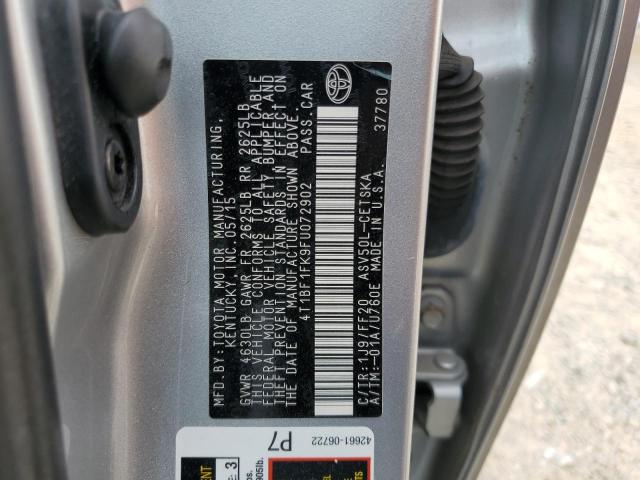 MFD. BY: TOYOTA MOTOR MANUFACTURING,
KENTUCKY, INC. 05/15
GVWR 4630LB GAWR FR 2625LB RR 2625LB
THIS VEHICLE CONFORMS TO ALL APPLICABLE
FEDERAL MOTOR VEHICLE SAFETY, BUMPER, AND
THEFT PREVENTION STANDARDS IN EFFECT ON
THE DATE OF MANUFACTURE SHOWN ABOVE.
4T1BF1FK9FU072902 PASS. CAR
C/TR: 1J9/FF20 ASV50L-CETSKA
A/TM: -01A/U760E MADE IN U.S.A. 37780
42661-06722
P7
3
905lb.